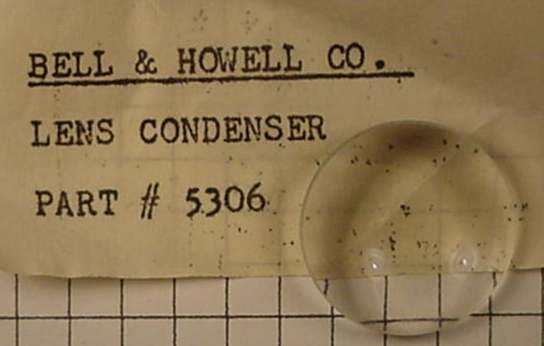 BELL & HOWELL CO.
LENS CONDENSER
PART # 5306